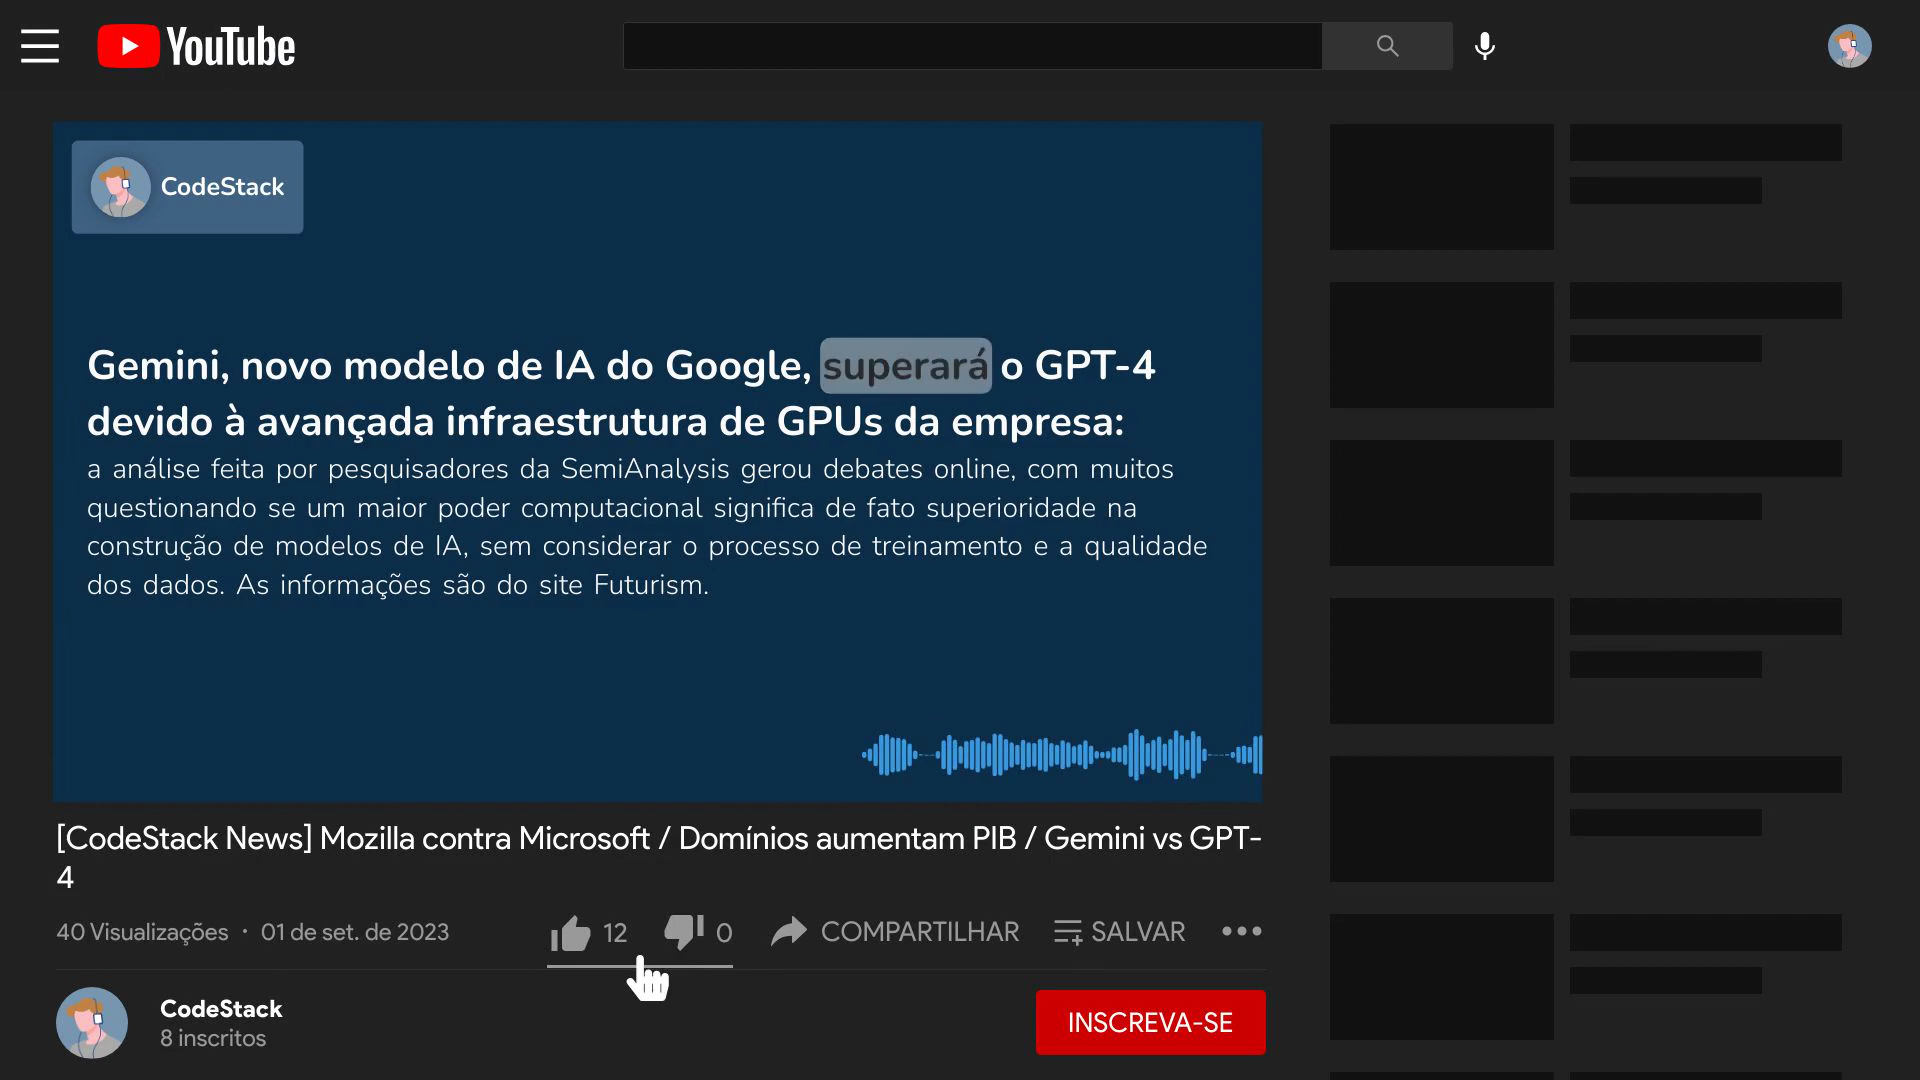 YouTube
CodeStack
Gemini, novo modelo de IA do Google, superará o GPT-4
devido à avançada infraestrutura de GPUs da empresa:
a análise feita por pesquisadores da SemiAnalysis gerou debates online, com muitos
questionando se um maior poder computacional significa de fato superioridade na
construção de modelos de IA, sem considerar o processo de treinamento e a qualidade
dos dados. As informações são do site Futurism.
[CodeStack News] Mozilla contra Microsoft / Domínios aumentam PIB / Gemini vs GPT-
4
40 Visualizações • 01 de set. de 2023 12 0 COMPARTILHAR SALVAR
CodeStack
8 inscritos
INSCREVA-SE